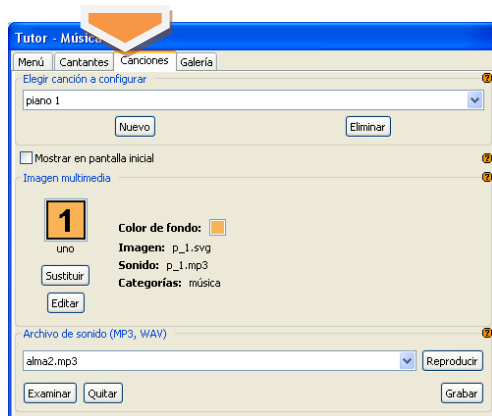 Tutor - Música
Menú Cantantes Canciones Galería
Elegir canción a configurar ?
piano 1
Nuevo Eliminar
Mostrar en pantalla inicial ?
Imagen multimedia ?
1
uno
Color de fondo:
Imagen: p_1.svg
Sonido: p_1.mp3
Categorías: música
Sustituir
Editar
Archivo de sonido (MP3, WAV) ?
alma2.mp3 Reproducir
Examinar Quitar Grabar